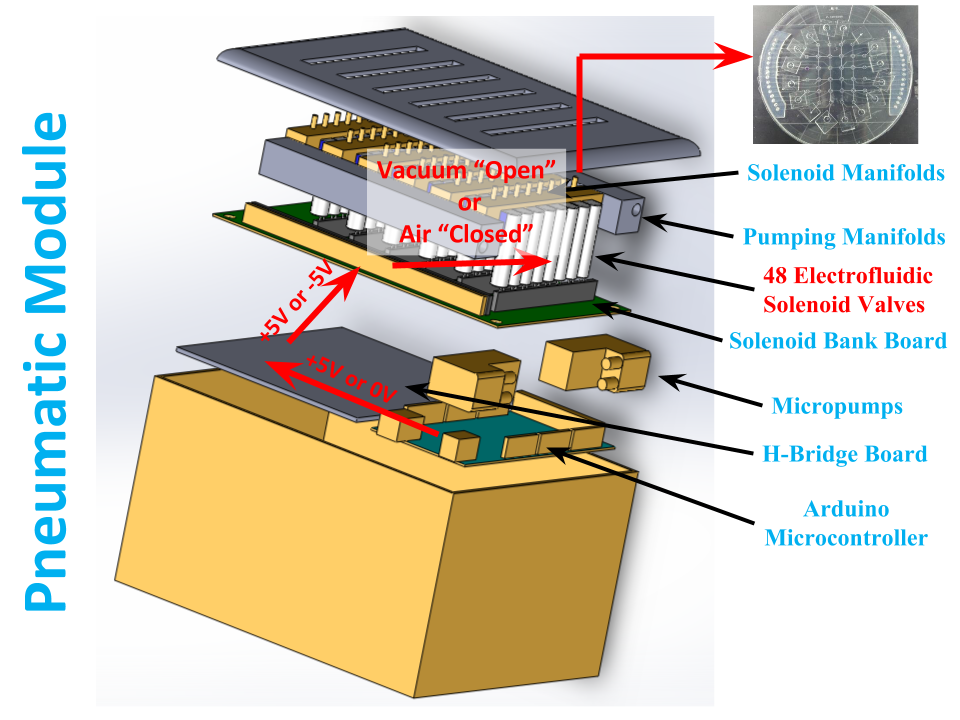 Pneumatic Module
Vacuum “Open”
or
Air “Closed”
+5V or -5V
+5V or 0V
Solenoid Manifolds
Pumping Manifolds
48 Electrofluidic
Solenoid Valves
Solenoid Bank Board
Micropumps
H-Bridge Board
Arduino
Microcontroller